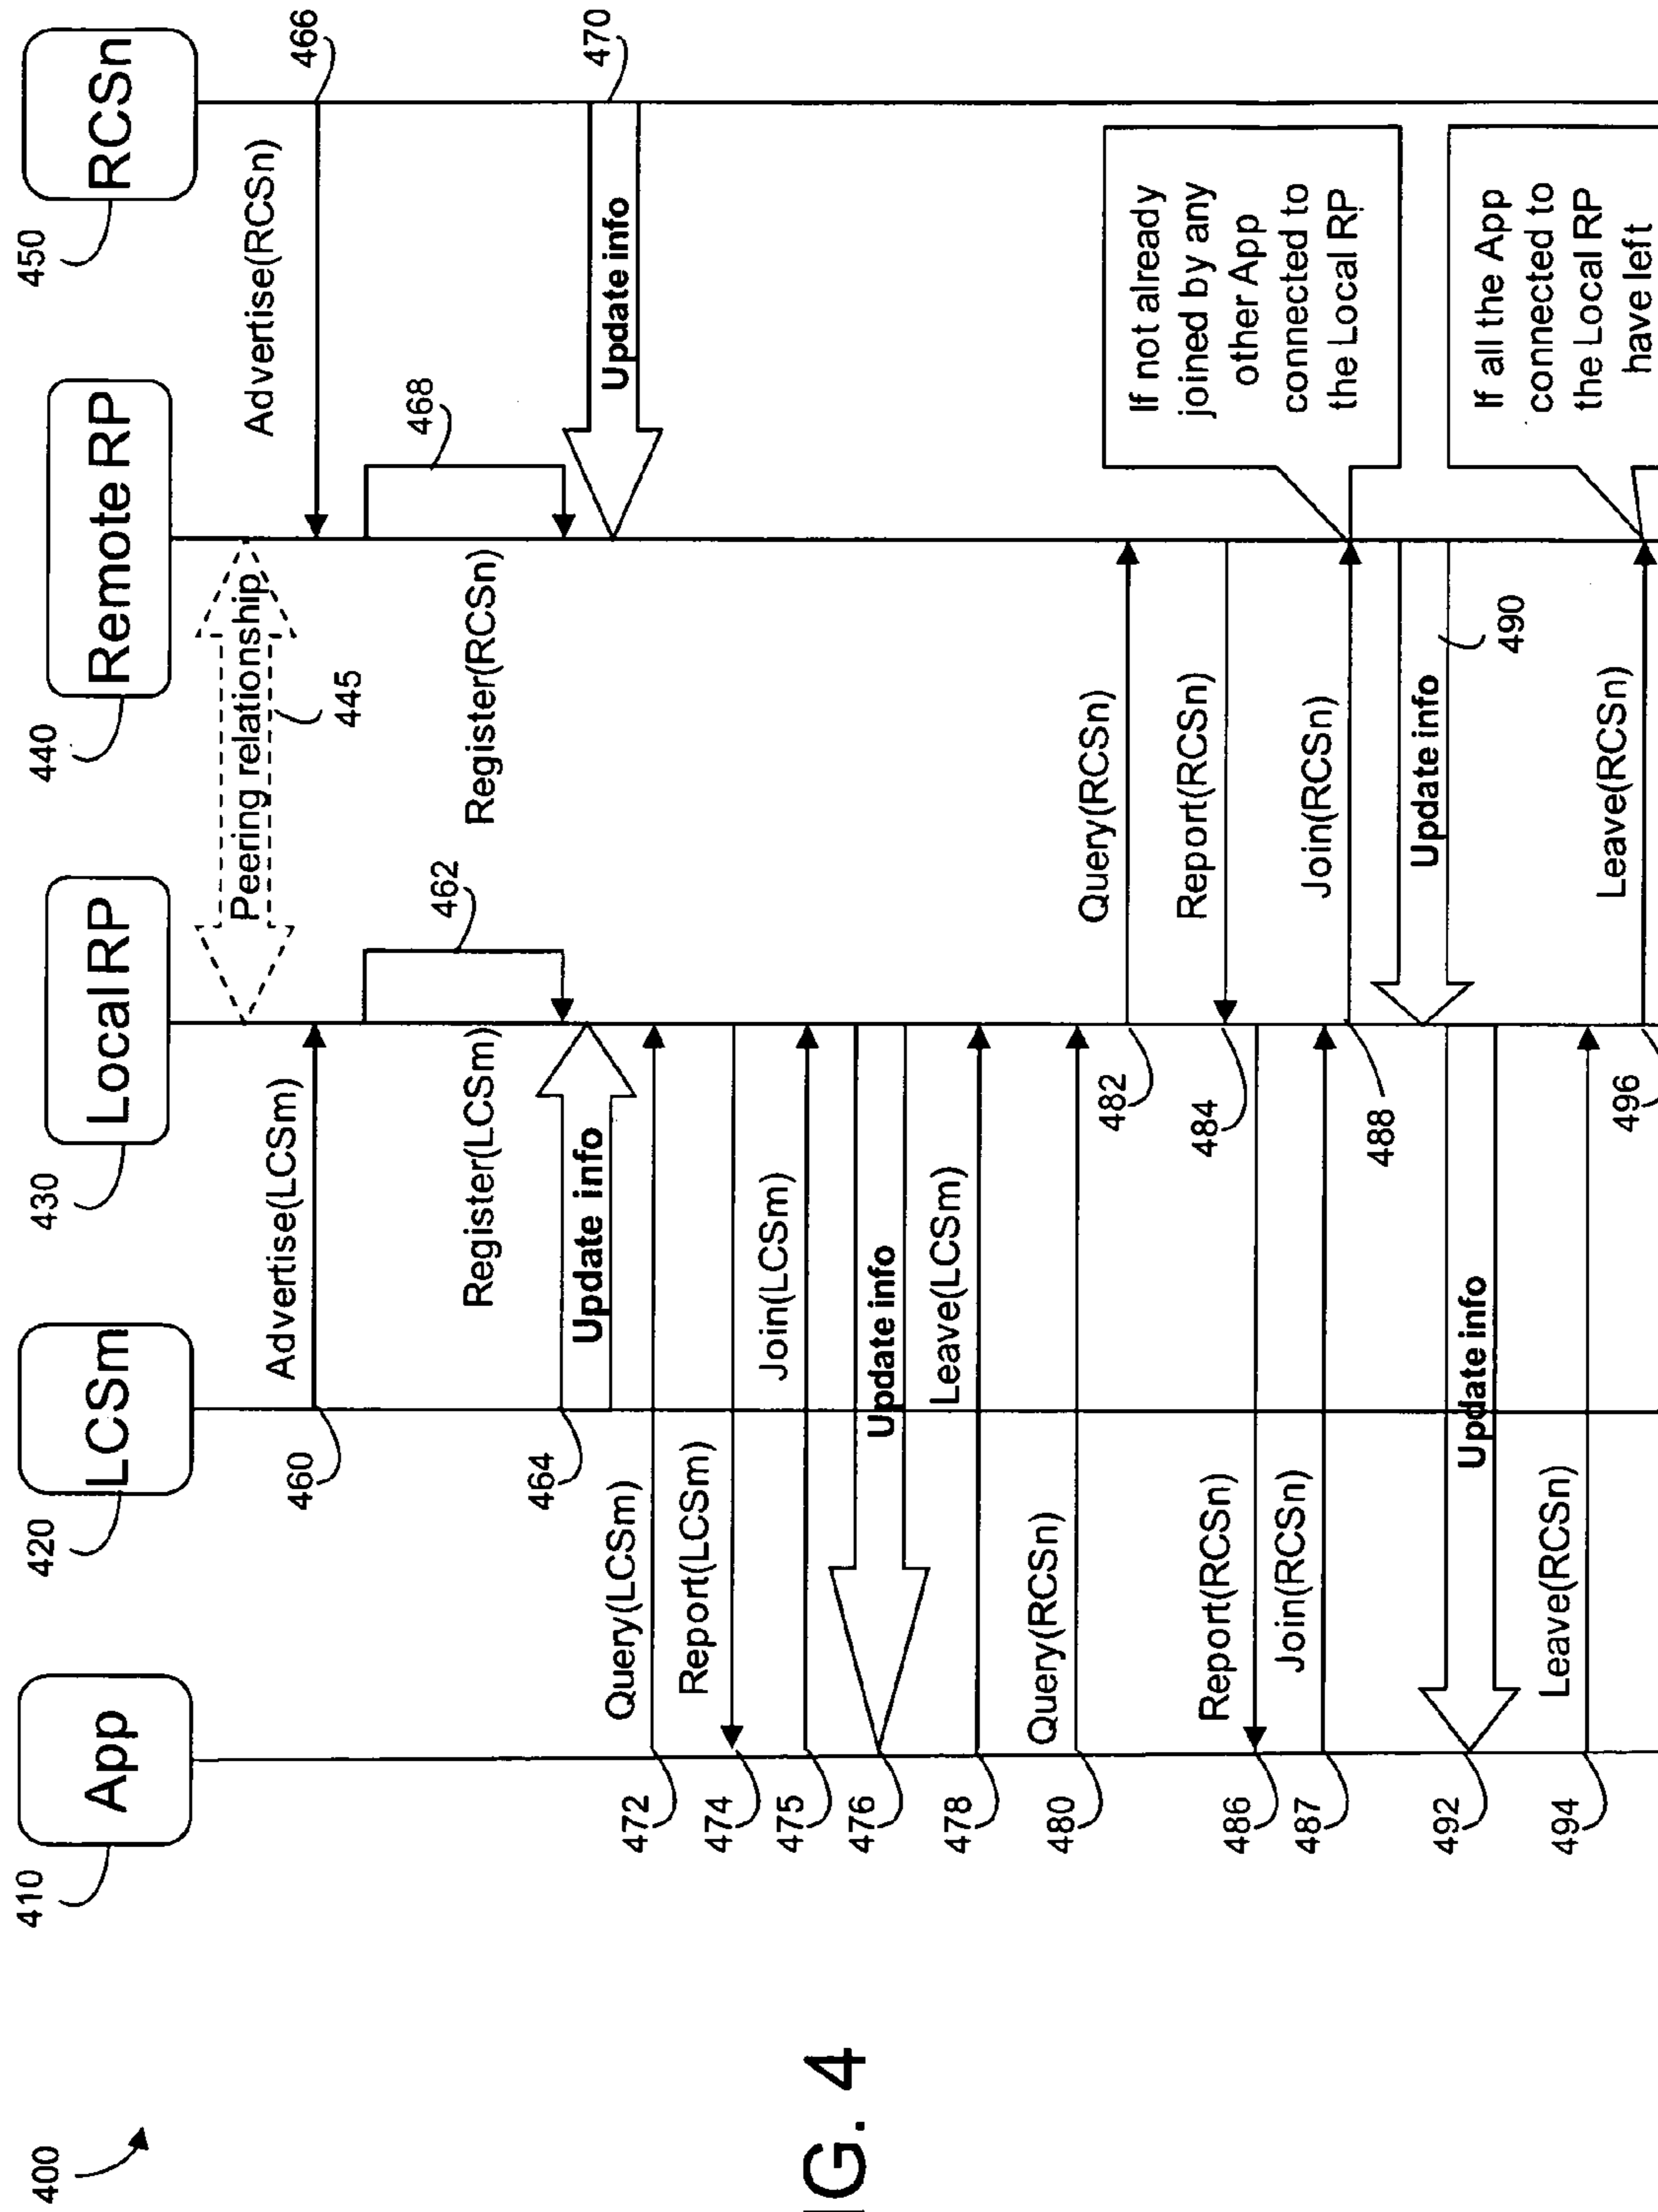 400
410
420
430
440
450
App
LCSm
Local RP
Remote RP
RCSn
Peering relationship
445
Advertise(LCSm)
460
Advertise(RCSn)
466
462
468
Register(LCSm)
Register(RCSn)
464
Update info
Update info
470
472
Query(LCSm)
474
Report(LCSm)
475
Join(LCSm)
476
Update info
478
Leave(LCSm)
480
Query(RCSn)
482
Query(RCSn)
484
Report(RCSn)
486
Report(RCSn)
487
Join(RCSn)
488
Join(RCSn)
If not already
joined by any
other App
connected to
the Local RP
490
Update info
492
Update info
494
Leave(RCSn)
496
Leave(RCSn)
If all the App
connected to
the Local RP
have left
G. 4